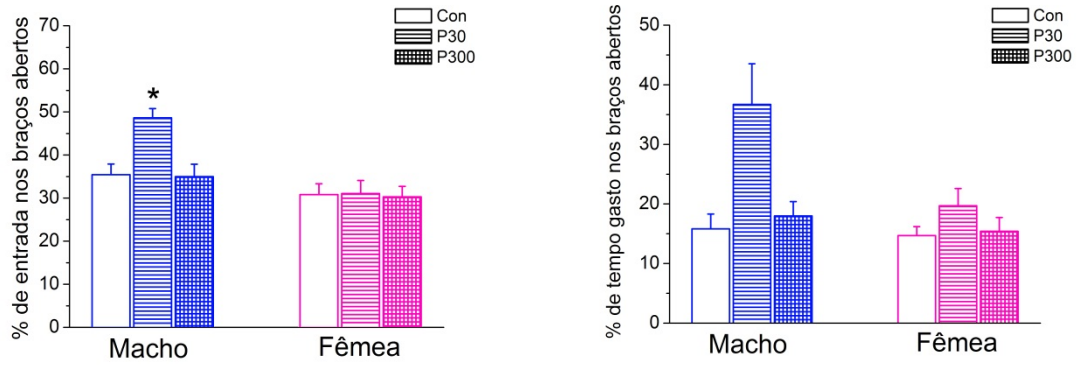 % de entrada nos braços abertos
70
60
50
40
30
20
10
0
*
Con
P30
P300
Macho
Fêmea
% de tempo gasto nos braços abertos
50
40
30
20
10
0
Con
P30
P300
Macho
Fêmea